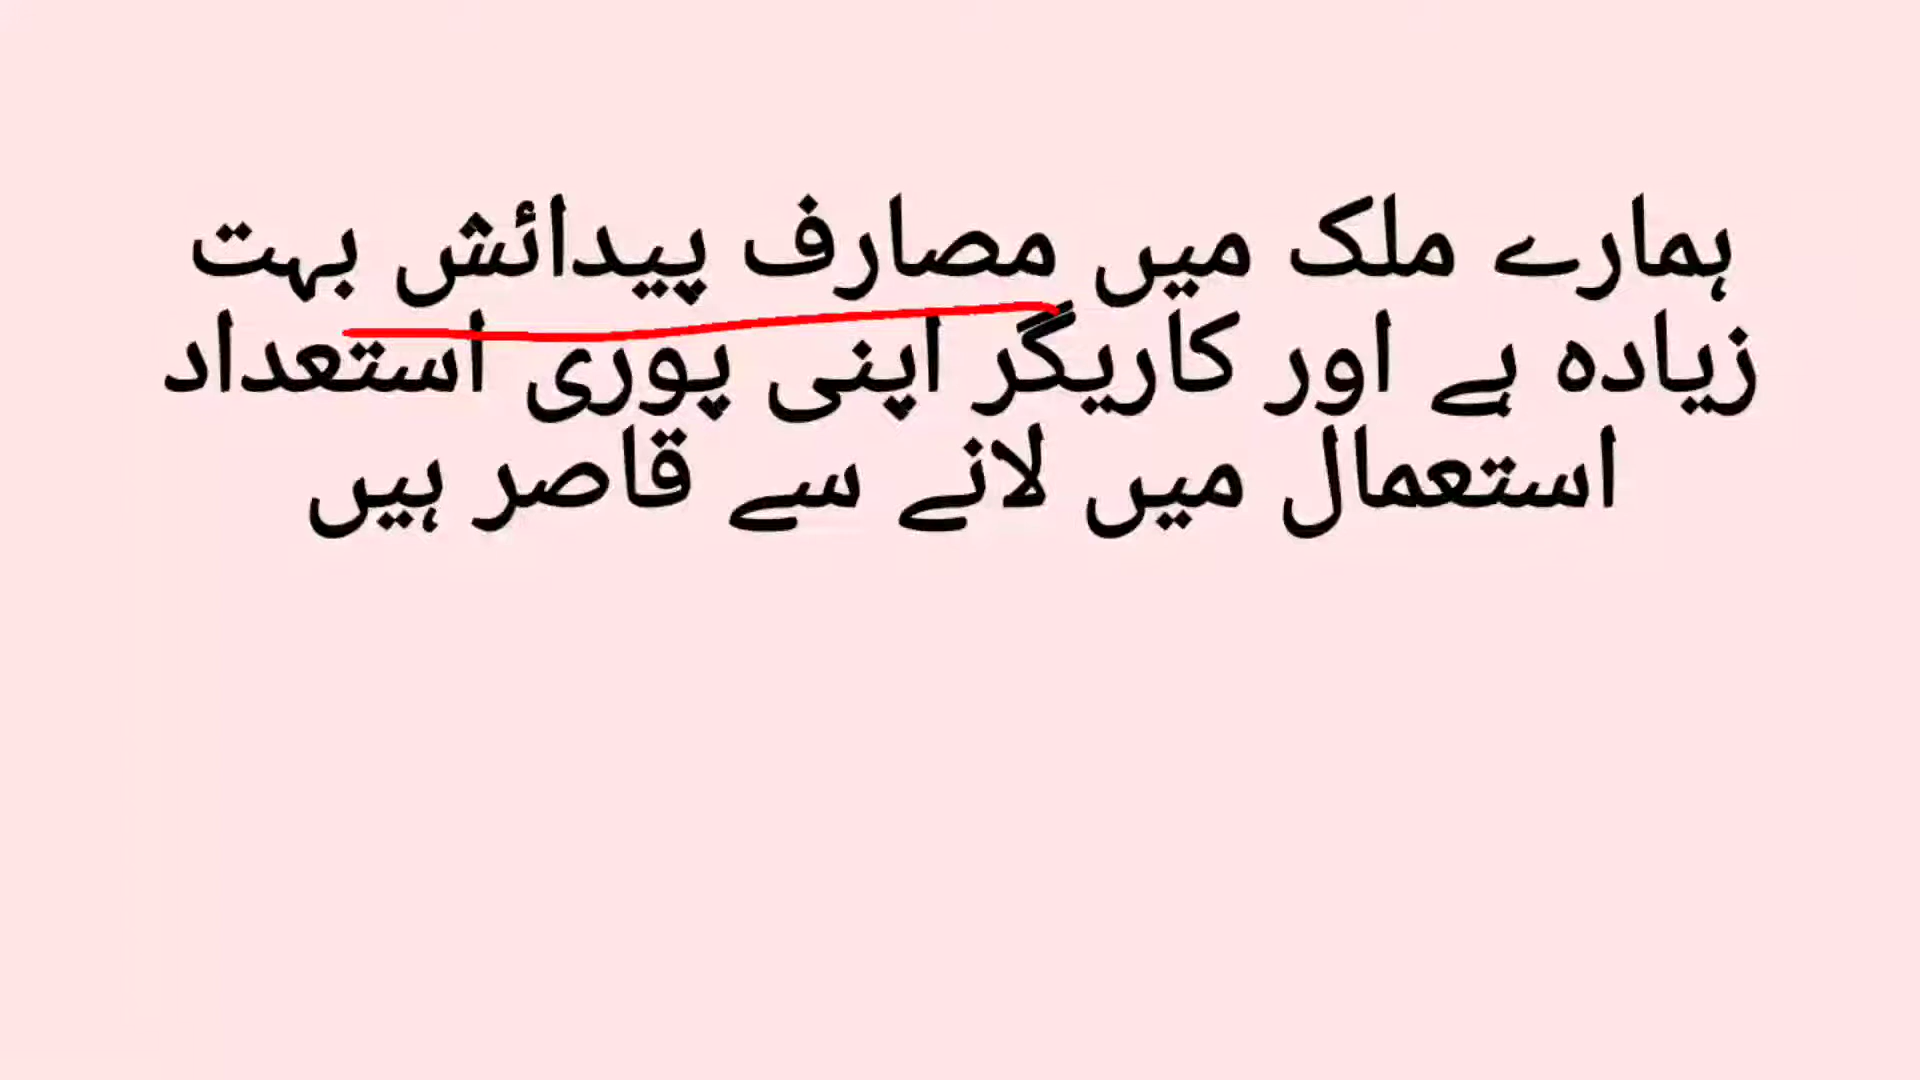 ہمارے ملک میں مصارف پیدائش بہت
زیادہ ہے اور کاریگر اپنی پوری استعداد
استعمال میں لانے سے قاصر ہیں